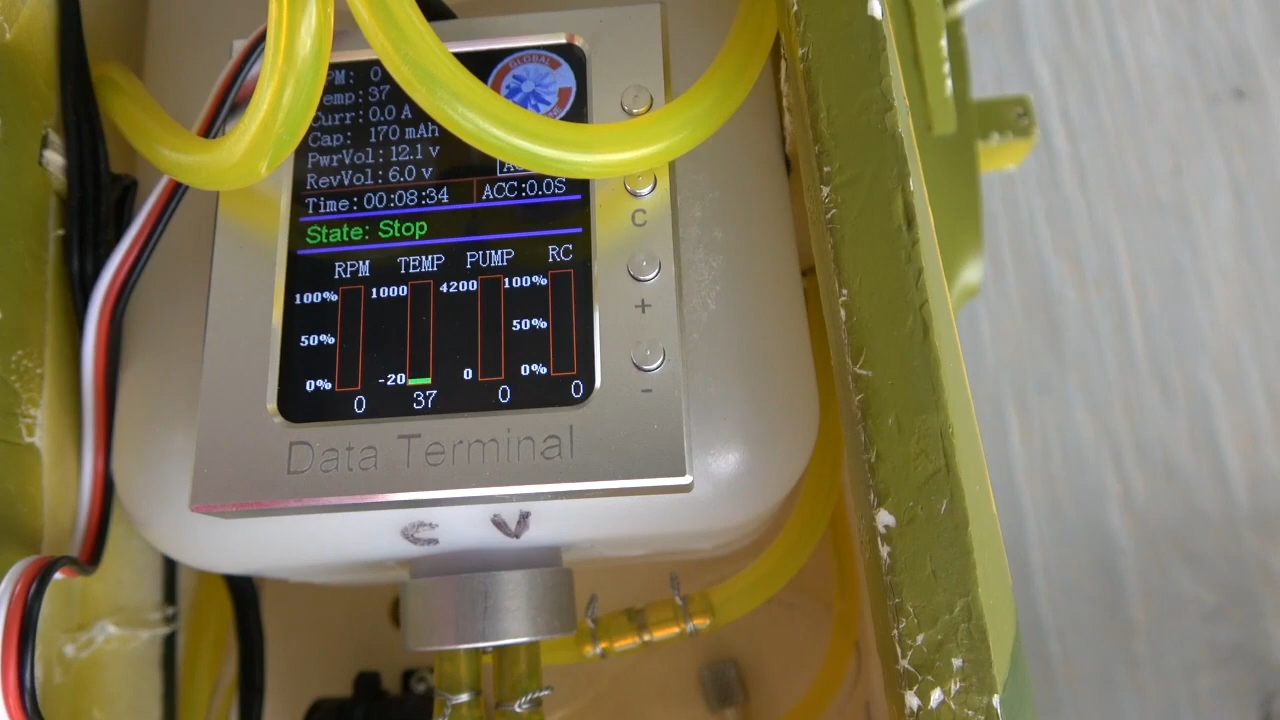 PM: 0
GLOBAL
Temp: 37
Curr: 0.0 A
Cap: 170 mAh
PwrVol: 12.1 v
RevVol: 6.0 v
Time: 00:08:34 ACC:0.0S
State: Stop
RPM TEMP PUMP RC
100% 1000 4200 100%
50% 50%
0% -20 0 0%
0 37 0 0
C
+
-
Data Terminal
C V